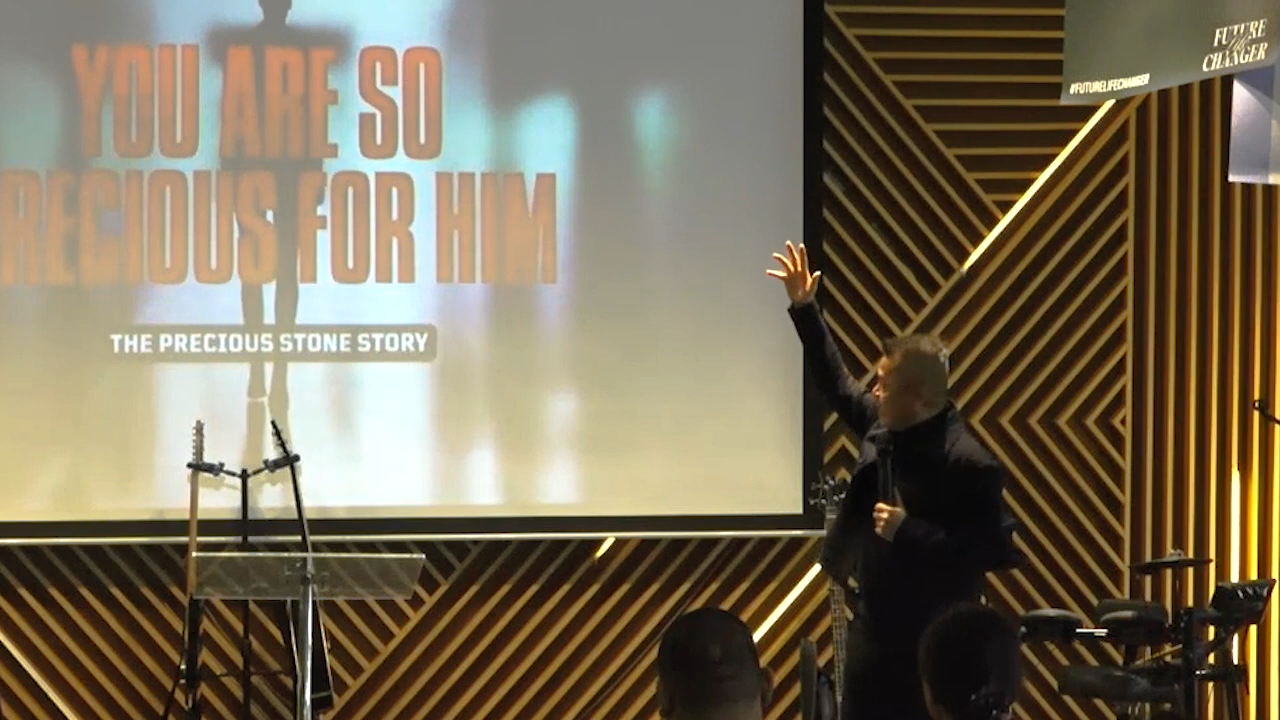 YOU ARE SO
RECIOUS FOR HIM
THE PRECIOUS STONE STORY
FUTURE
CHANGER
#FUTURELIFECHANGER